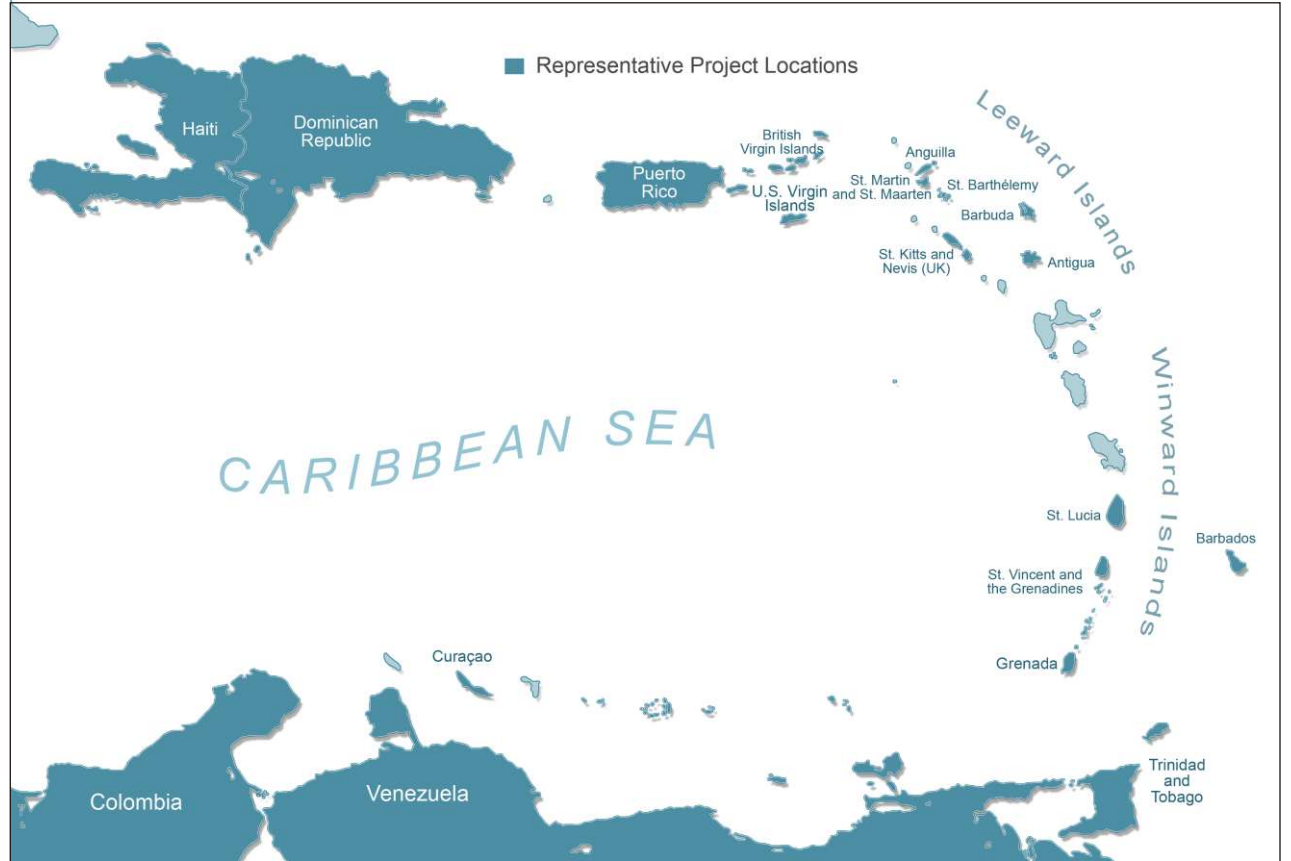 Representative Project Locations
Leeward Islands
Haiti
Dominican
Republic
British
Virgin Islands
Anguilla
Puerto
Rico
St. Martin
and St. Maarten
St. Barthélemy
U.S. Virgin
Islands
Barbuda
St. Kitts and
Nevis (UK)
Antigua
Winward Islands
CARIBBEAN SEA
St. Lucia
Barbados
St. Vincent and
the Grenadines
Curaçao
Grenada
Trinidad
and
Tobago
Colombia
Venezuela